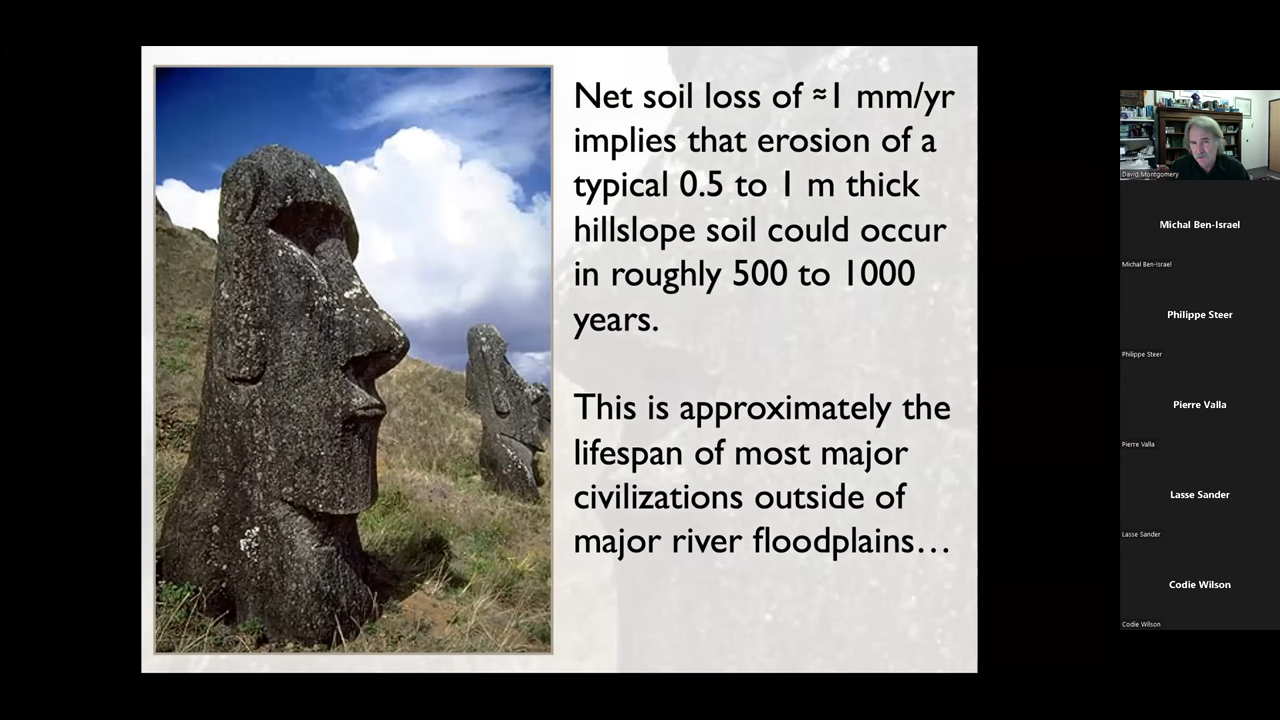 Net soil loss of ≈1 mm/yr
implies that erosion of a
typical 0.5 to 1 m thick
hillslope soil could occur
in roughly 500 to 1000
years.
This is approximately the
lifespan of most major
civilizations outside of
major river floodplains…
David Montgomery
Michal Ben-Israel
Michal Ben-Israel
Philippe Steer
Philippe Steer
Pierre Valla
Pierre Valla
Lasse Sander
Lasse Sander
Codie Wilson
Codie Wilson